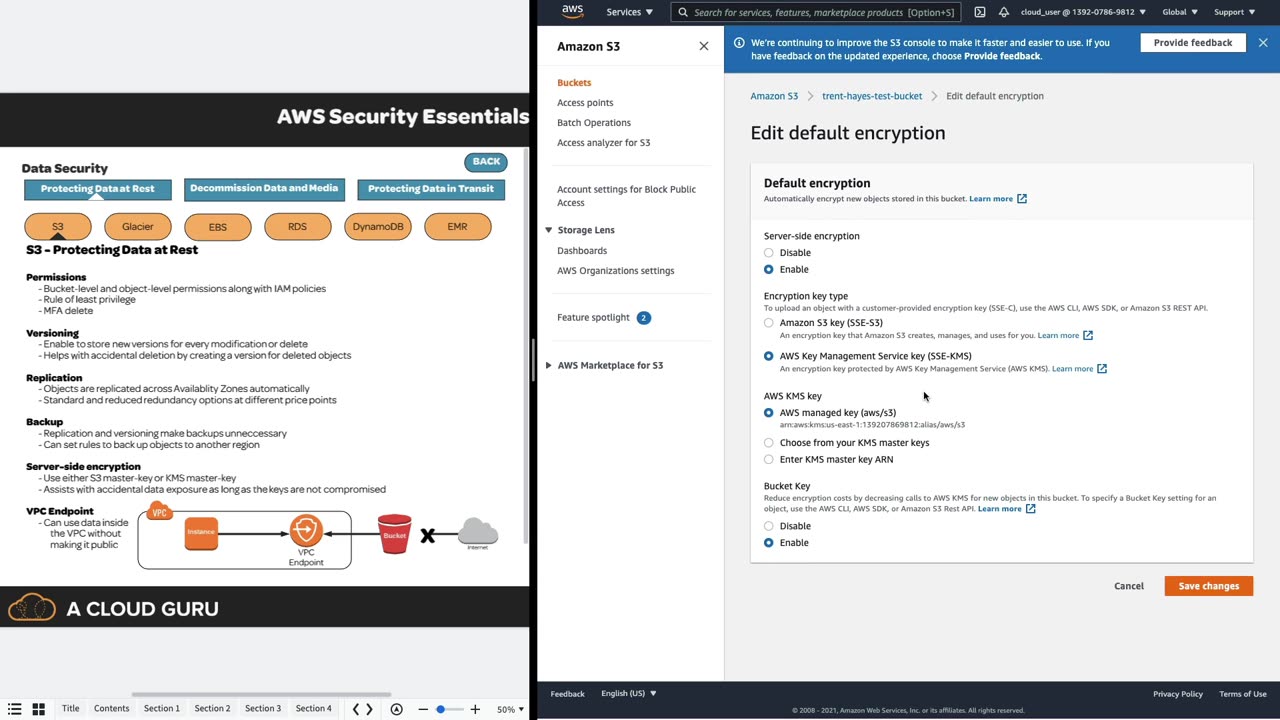 AWS Security Essentials
BACK
Data Security
Protecting Data at Rest
Decommission Data and Media
Protecting Data in Transit
S3
Glacier
EBS
RDS
DynamoDB
EMR
S3 - Protecting Data at Rest
Permissions
- Bucket-level and object-level permissions along with IAM policies
- Rule of least privilege
- MFA delete
Versioning
- Enable to store new versions for every modification or delete
- Helps with accidental deletion by creating a version for deleted objects
Replication
- Objects are replicated across Availablity Zones automatically
- Standard and reduced redundancy options at different price points
Backup
- Replication and versioning make backups unneccessary
- Can set rules to back up objects to another region
Server-side encryption
- Use either S3 master-key or KMS master-key
- Assists with accidental data exposure as long as the keys are not compromised
VPC Endpoint
- Can use data inside
the VPC without
making it public
VPC
Instance
VPC
Endpoint
Bucket
X
Internet
A CLOUD GURU
Title
Contents
Section 1
Section 2
Section 3
Section 4
50%
aws
Services
Search for services, features, marketplace products [Option+S]
cloud_user @ 1392-0786-9812
Global
Support
Amazon S3
Buckets
Access points
Batch Operations
Access analyzer for S3
Account settings for Block Public
Access
Storage Lens
Dashboards
AWS Organizations settings
Feature spotlight 2
AWS Marketplace for S3
We're continuing to improve the S3 console to make it faster and easier to use. If you
have feedback on the updated experience, choose Provide feedback.
Provide feedback
Amazon S3
trent-hayes-test-bucket
Edit default encryption
Edit default encryption
Default encryption
Automatically encrypt new objects stored in this bucket. Learn more
Server-side encryption
Disable
Enable
Encryption key type
To upload an object with a customer-provided encryption key (SSE-C), use the AWS CLI, AWS SDK, or Amazon S3 REST API.
Amazon S3 key (SSE-S3)
An encryption key that Amazon S3 creates, manages, and uses for you. Learn more
AWS Key Management Service key (SSE-KMS)
An encryption key protected by AWS Key Management Service (AWS KMS). Learn more
AWS KMS key
AWS managed key (aws/s3)
arn:aws:kms:us-east-1:139207869812:alias/aws/s3
Choose from your KMS master keys
Enter KMS master key ARN
Bucket Key
Reduce encryption costs by decreasing calls to AWS KMS for new objects in this bucket. To specify a Bucket Key setting for an
object, use the AWS CLI, AWS SDK, or Amazon S3 Rest API. Learn more
Disable
Enable
Cancel
Save changes
Feedback
English (US)
Privacy Policy
Terms of Use
© 2008 - 2021, Amazon Web Services, Inc. or its affiliates. All rights reserved.